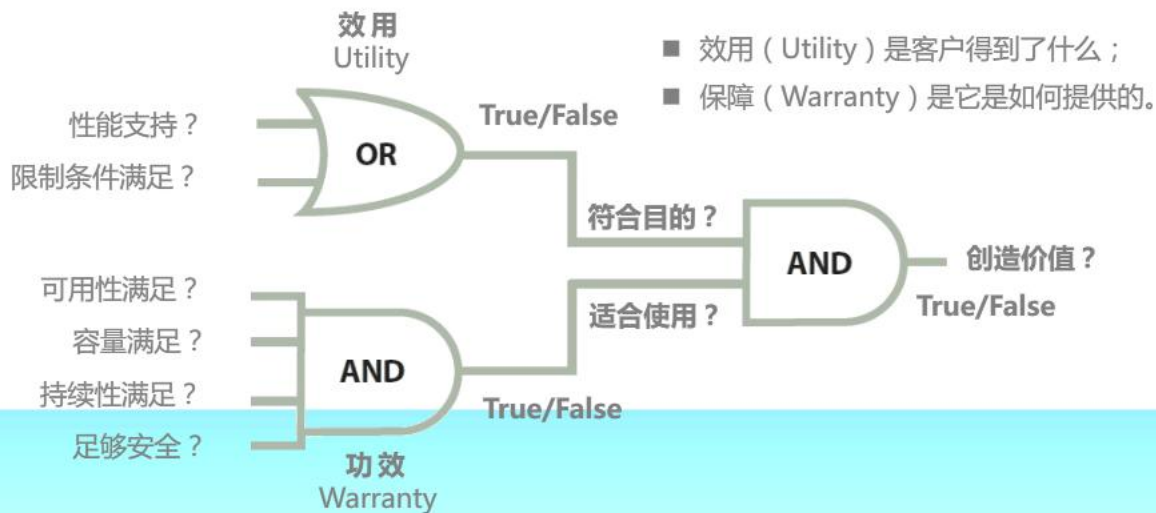 效用
Utility
■ 效用（Utility）是客户得到了什么；
■ 保障（Warranty）是它是如何提供的。
性能支持？
限制条件满足？
OR
True/False
符合目的？
AND
创造价值？
True/False
可用性满足？
容量满足？
持续性满足？
足够安全？
AND
适合使用？
True/False
功效
Warranty